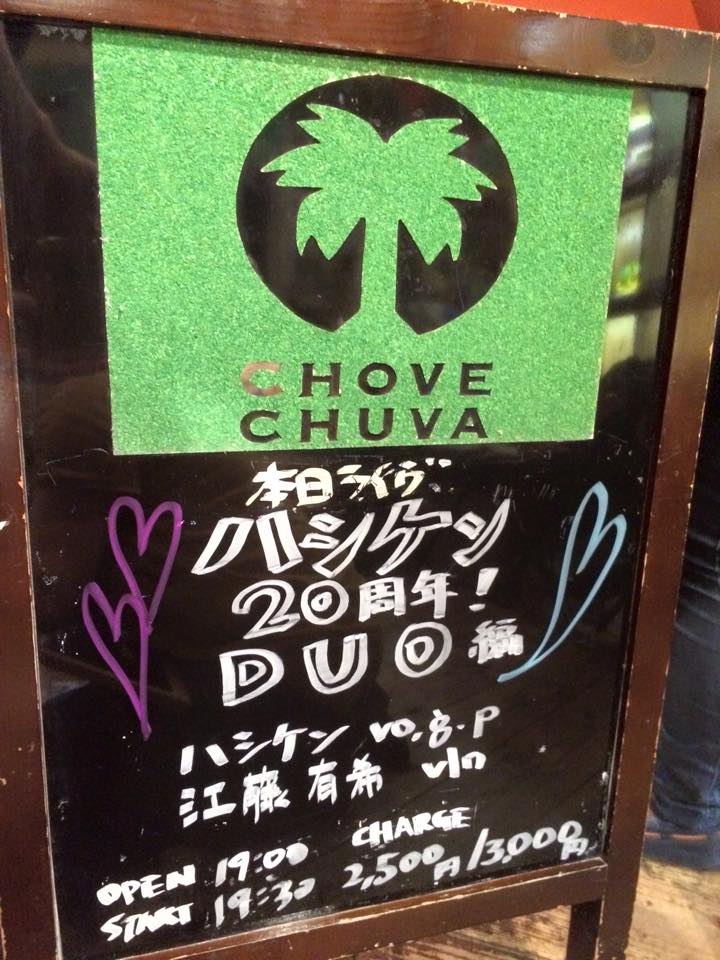 CHOVE
CHUVA
本日ライヴ
ハシケン
20周年!
DUO編
ハシケン vo.g.p
江藤有希 vln
OPEN 19:00 CHARGE
START 19:30 2,500円/3,000円